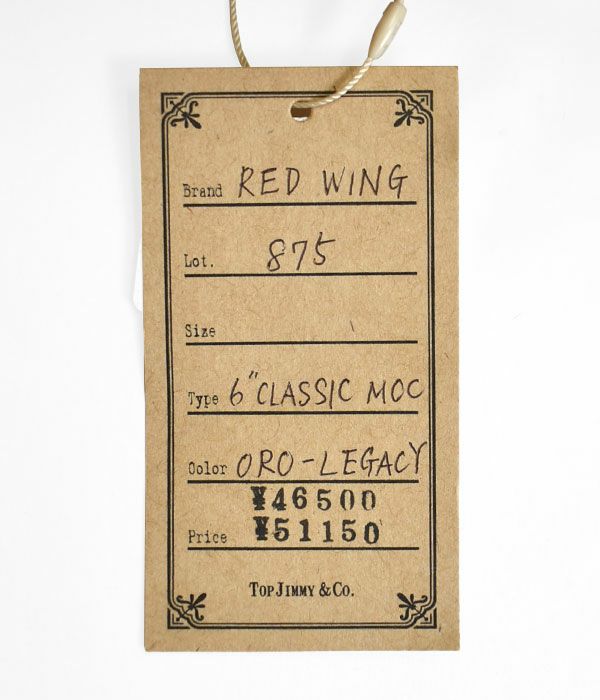 Brand RED WING
Lot. 875
Size
Type 6" CLASSIC MOC
Color ORO-LEGACY
¥46500
Price ¥51150
TOP JIMMY & CO.